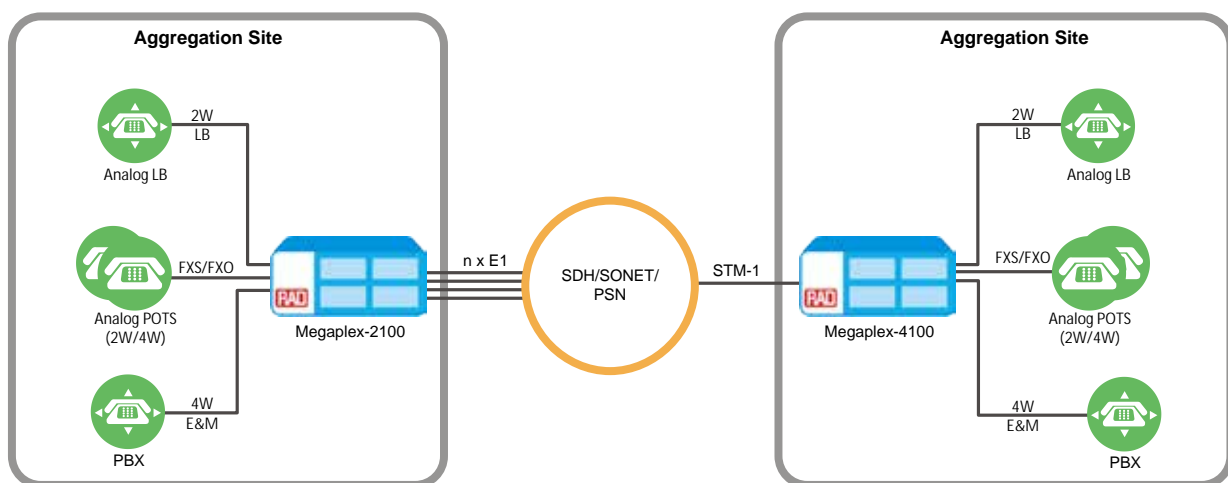 Aggregation Site
2W
LB
Analog LB
FXS/FXO
Analog POTS
(2W/4W)
4W
E&M
PBX
RAD
Megaplex-2100
n x E1
SDH/SONET/
PSN
STM-1
Aggregation Site
RAD
Megaplex-4100
2W
LB
Analog LB
FXS/FXO
Analog POTS
(2W/4W)
4W
E&M
PBX